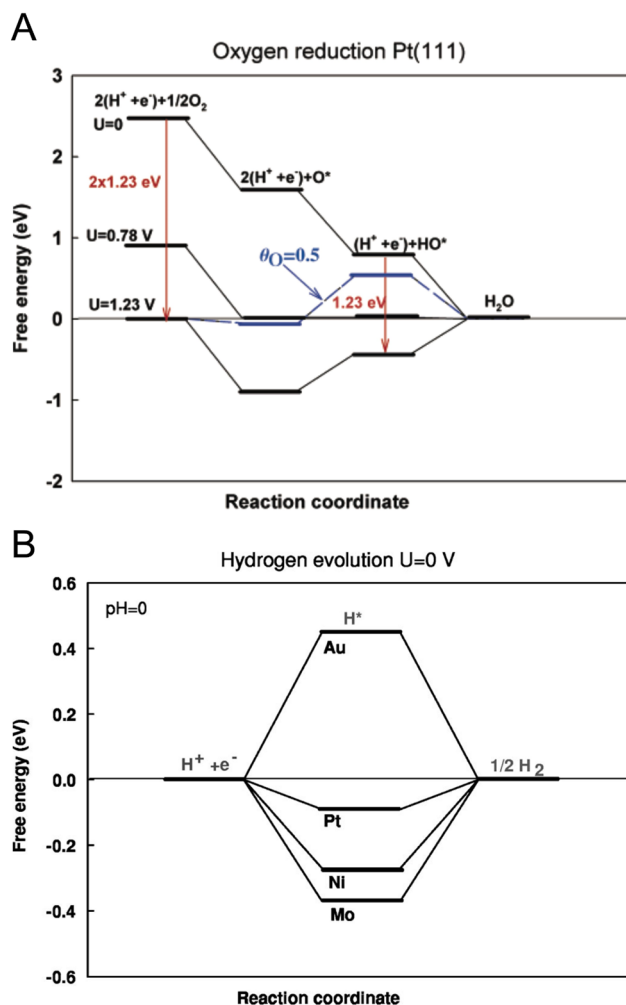 A
Oxygen reduction Pt(111)
3
2(H⁺ +e⁻)+1/2O₂
U=0
2
2x1.23 eV
2(H⁺ +e⁻)+O*
(H⁺ +e⁻)+HO*
1
U=0.78 V
θO=0.5
1.23 eV
U=1.23 V
H₂O
0
-1
-2
Free energy (eV)
Reaction coordinate
B
Hydrogen evolution U=0 V
0.6
pH=0
H*
Au
0.4
0.2
H⁺ +e⁻
1/2 H₂
0.0
Pt
-0.2
Ni
Mo
-0.4
-0.6
Free energy (eV)
Reaction coordinate